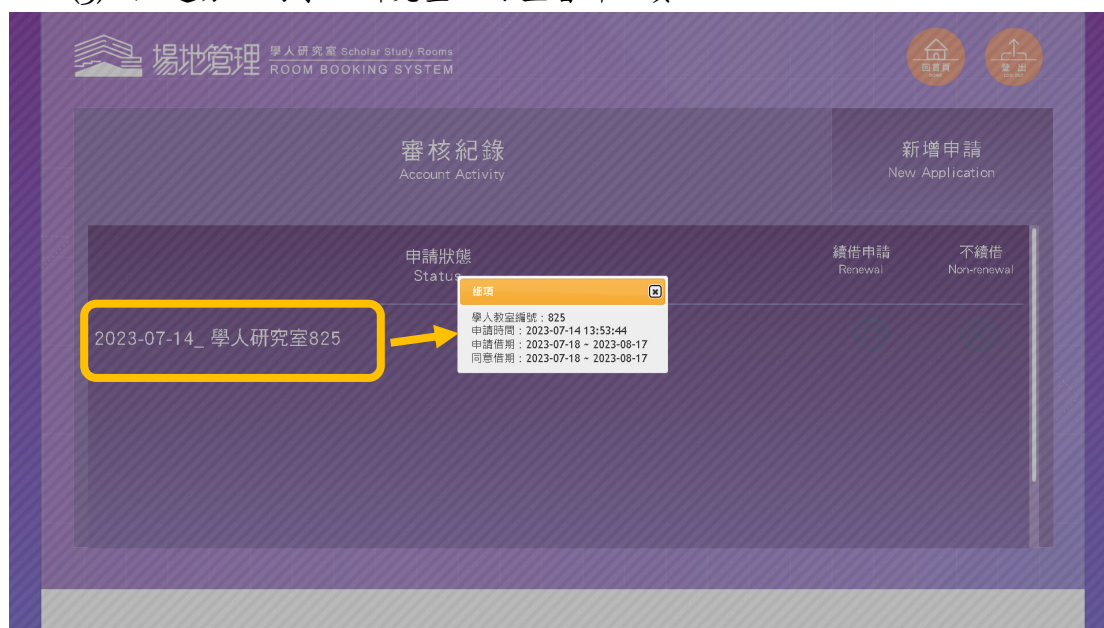 場地管理 學人研究室 Scholar Study Rooms
ROOM BOOKING SYSTEM
回首頁
登出
審核紀錄
Account Activity
新增申請
New Application
申請狀態
Status
續借申請
Renewal
不續借
Non-renewal
細項
2023-07-14_ 學人研究室825
學人教室編號：825
申請時間：2023-07-14 13:53:44
申請借期：2023-07-18 ~ 2023-08-17
同意借期：2023-07-18 ~ 2023-08-17